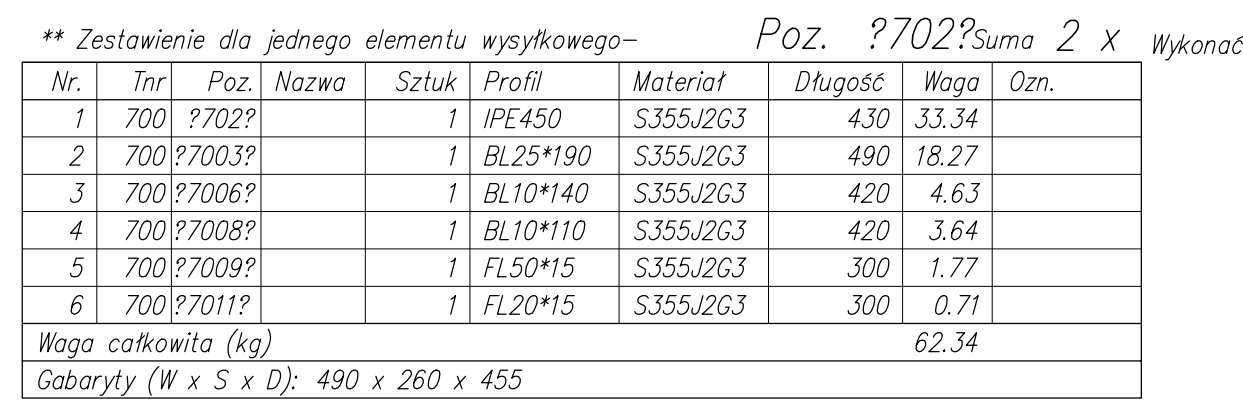 ** Zestawienie dla jednego elementu wysyłkowego– Poz. ?702? Suma 2 x Wykonać
Nr. Tnr Poz. Nazwa Sztuk Profil Materiał Długość Waga Ozn.
1 700 ?702? 1 IPE450 S355J2G3 430 33.34
2 700 ?7003? 1 BL25*190 S355J2G3 490 18.27
3 700 ?7006? 1 BL10*140 S355J2G3 420 4.63
4 700 ?7008? 1 BL10*110 S355J2G3 420 3.64
5 700 ?7009? 1 FL50*15 S355J2G3 300 1.77
6 700 ?7011? 1 FL20*15 S355J2G3 300 0.71
Waga całkowita (kg) 62.34
Gabaryty (W x S x D): 490 x 260 x 455